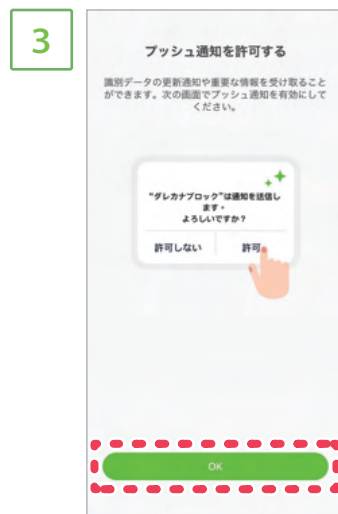 3
プッシュ通知を許可する
識別データの更新通知や重要な情報を受け取ること
ができます。次の画面でプッシュ通知を有効にして
ください。
“ダレカナブロック”は通知を送信し
ます・
よろしいですか?
許可しない
許可
OK